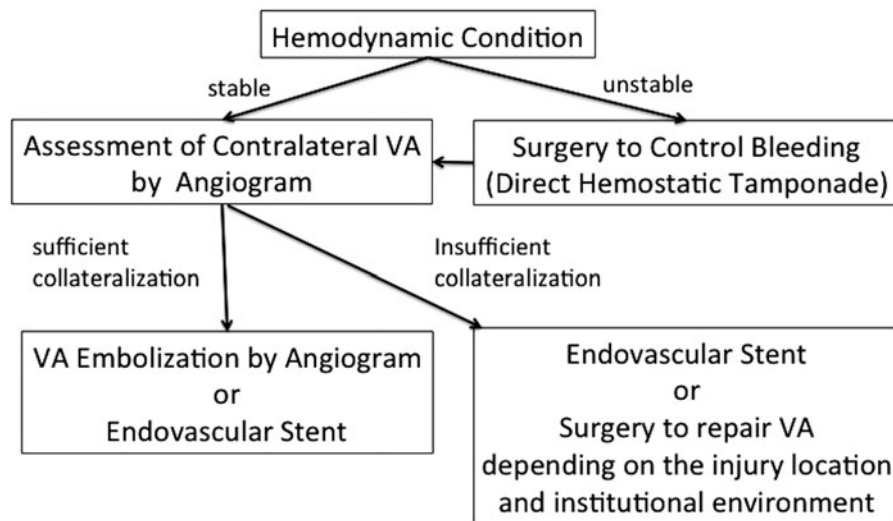 Hemodynamic Condition
stable
unstable
Assessment of Contralateral VA
by Angiogram
Surgery to Control Bleeding
(Direct Hemostatic Tamponade)
sufficient
collateralization
Insufficient
collateralization
VA Embolization by Angiogram
or
Endovascular Stent
Endovascular Stent
or
Surgery to repair VA
depending on the injury location
and institutional environment